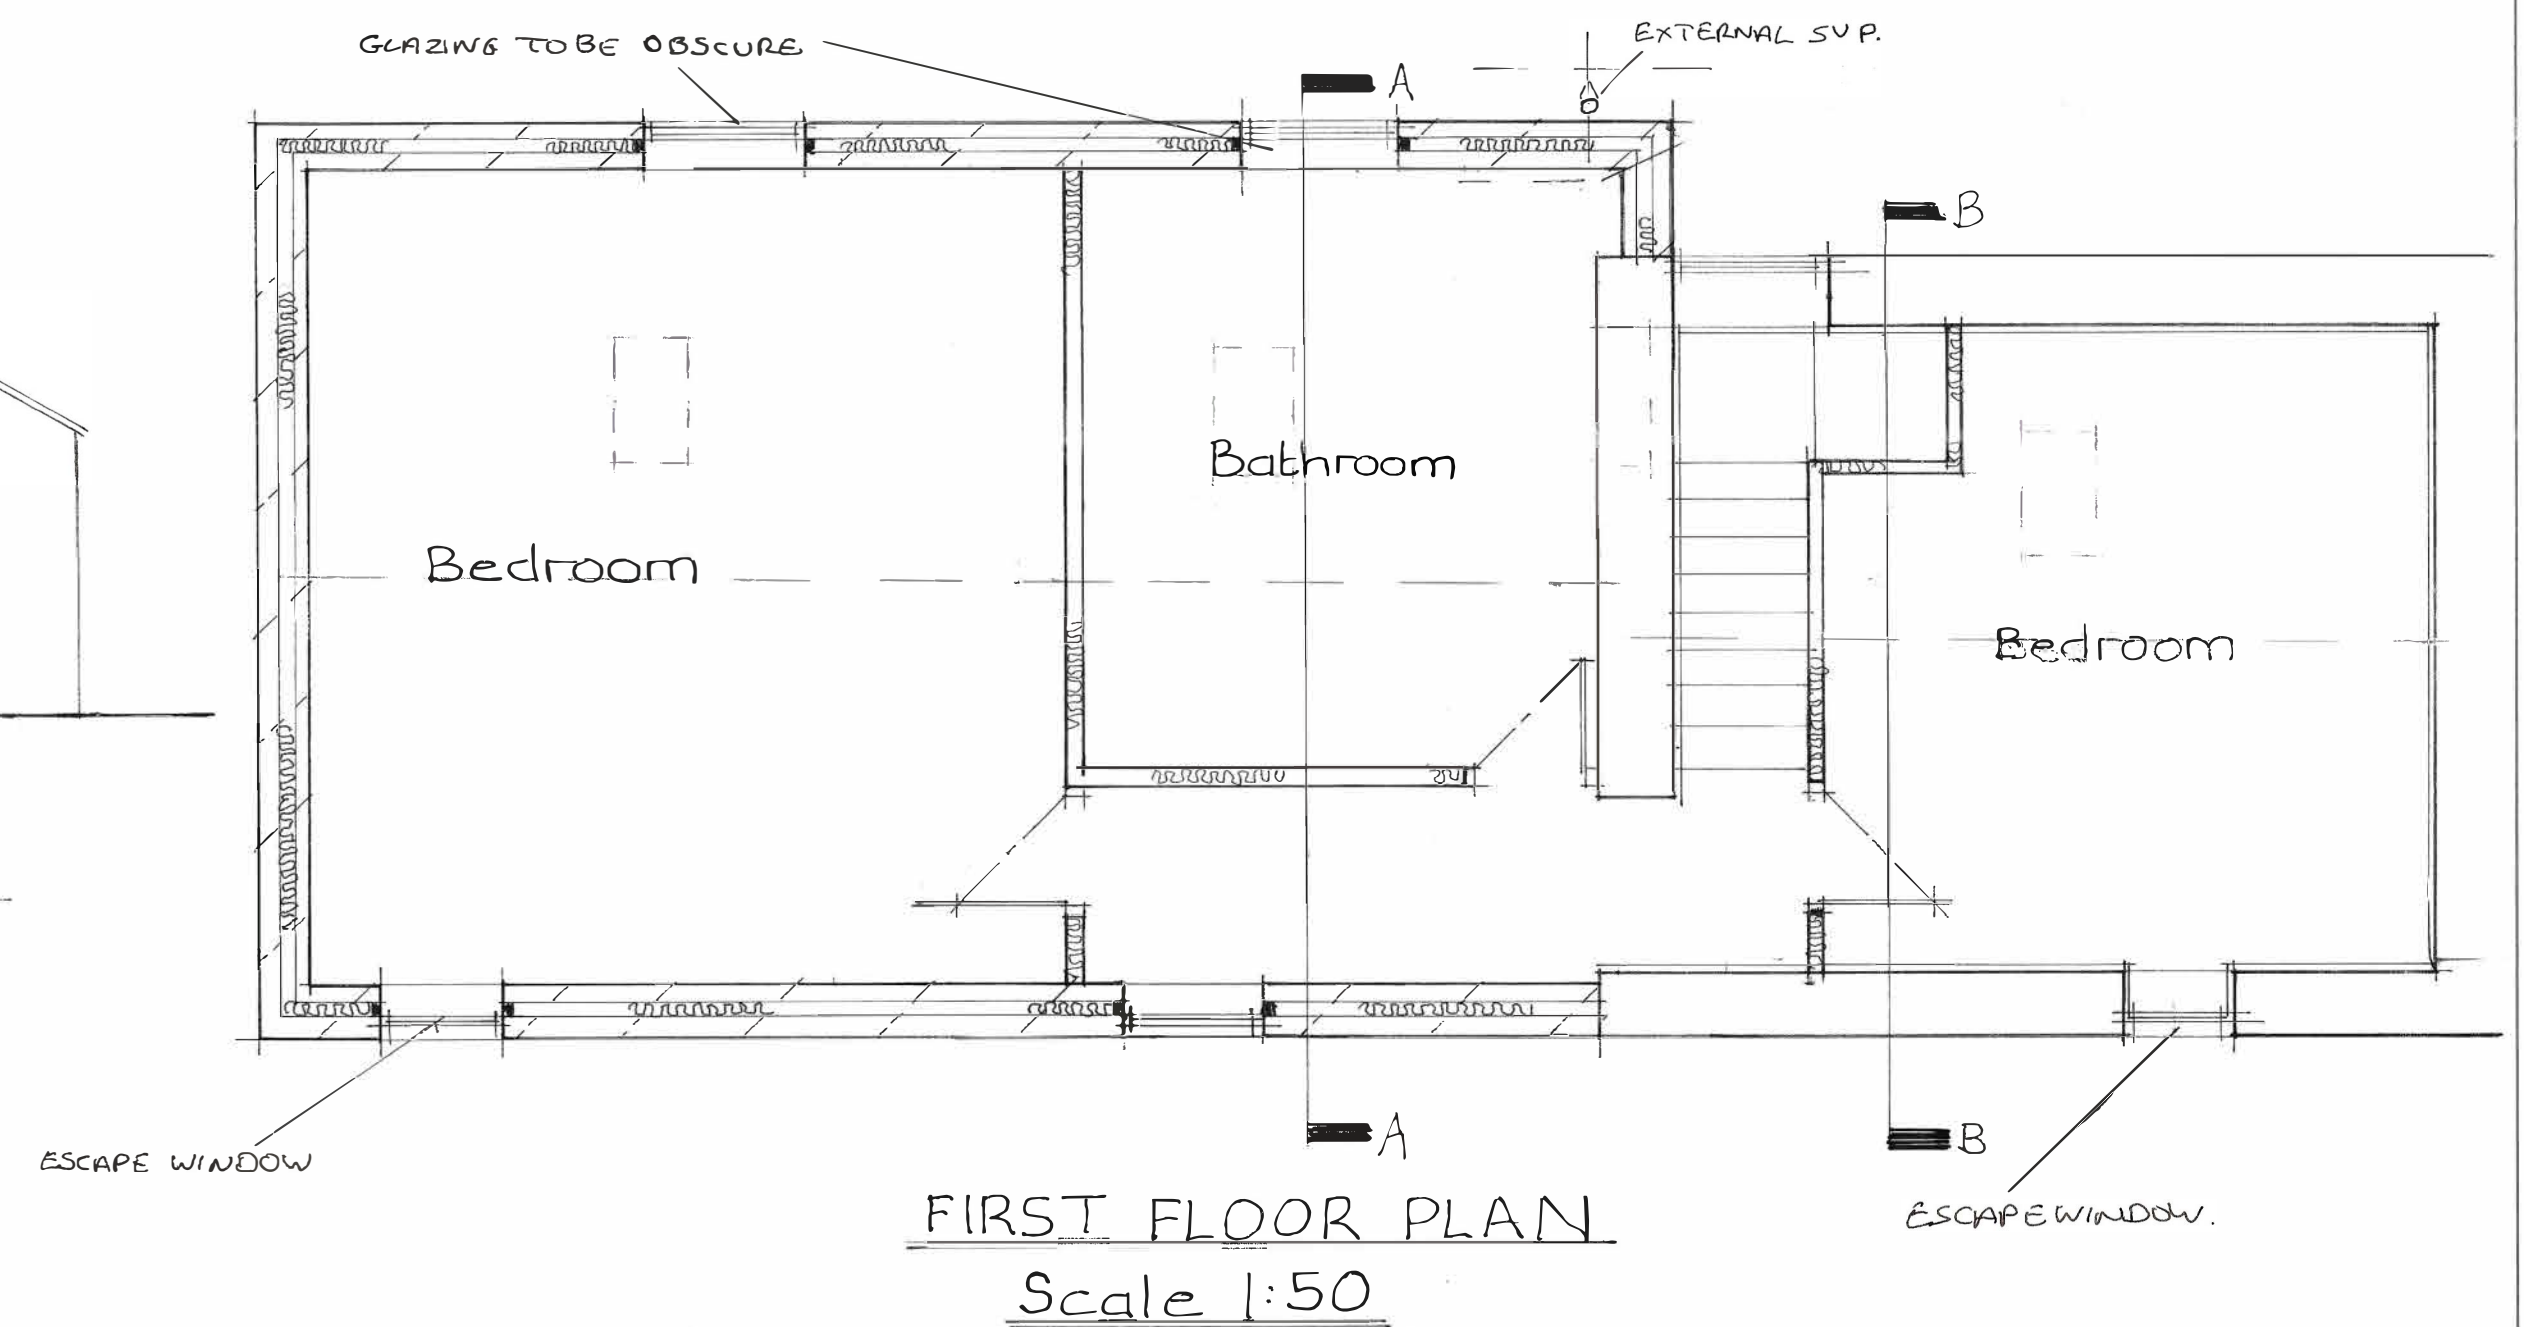 GLAZING TO BE OBSCURE
EXTERNAL SVP.
A
B
Bathroom
Bedroom
Bedroom
A
B
ESCAPE WINDOW
ESCAPE WINDOW.
FIRST FLOOR PLAN
Scale 1:50